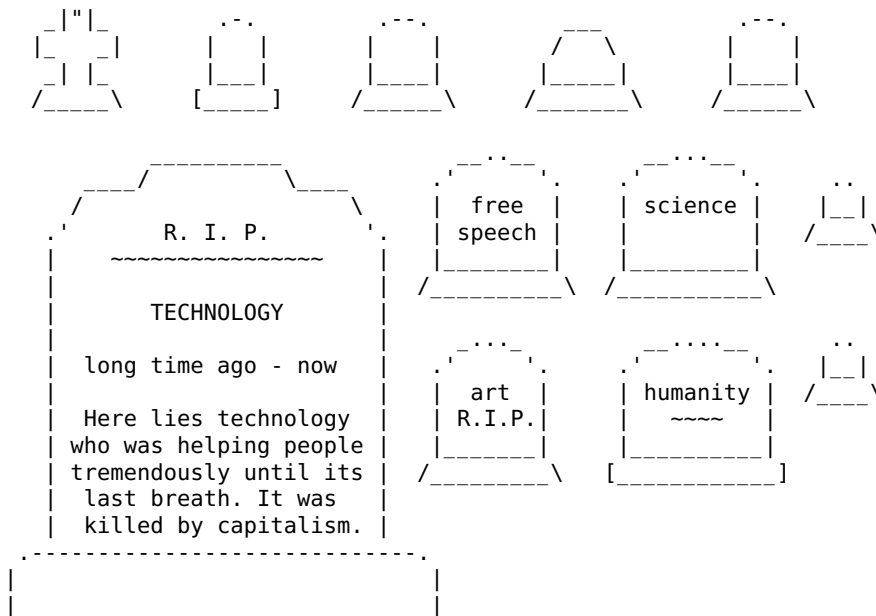 R. I. P.
~~~~~~~~~~~~~~~~
TECHNOLOGY
long time ago - now
Here lies technology
who was helping people
tremendously until its
last breath. It was
killed by capitalism.
free
speech
science
art
R.I.P.
humanity
~~~~